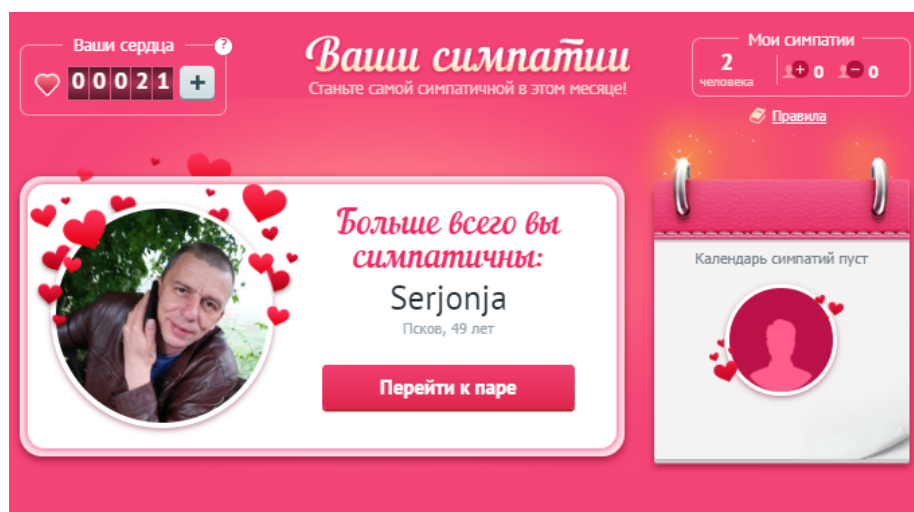 Ваши сердца
?
00021 +
Ваши симпатии
Станьте самой симпатичной в этом месяце!
Мои симпатии
2
человека
+ 0
− 0
Правила
Больше всего вы
симпатичны:
Serjonja
Псков, 49 лет
Перейти к паре
Календарь симпатий пуст